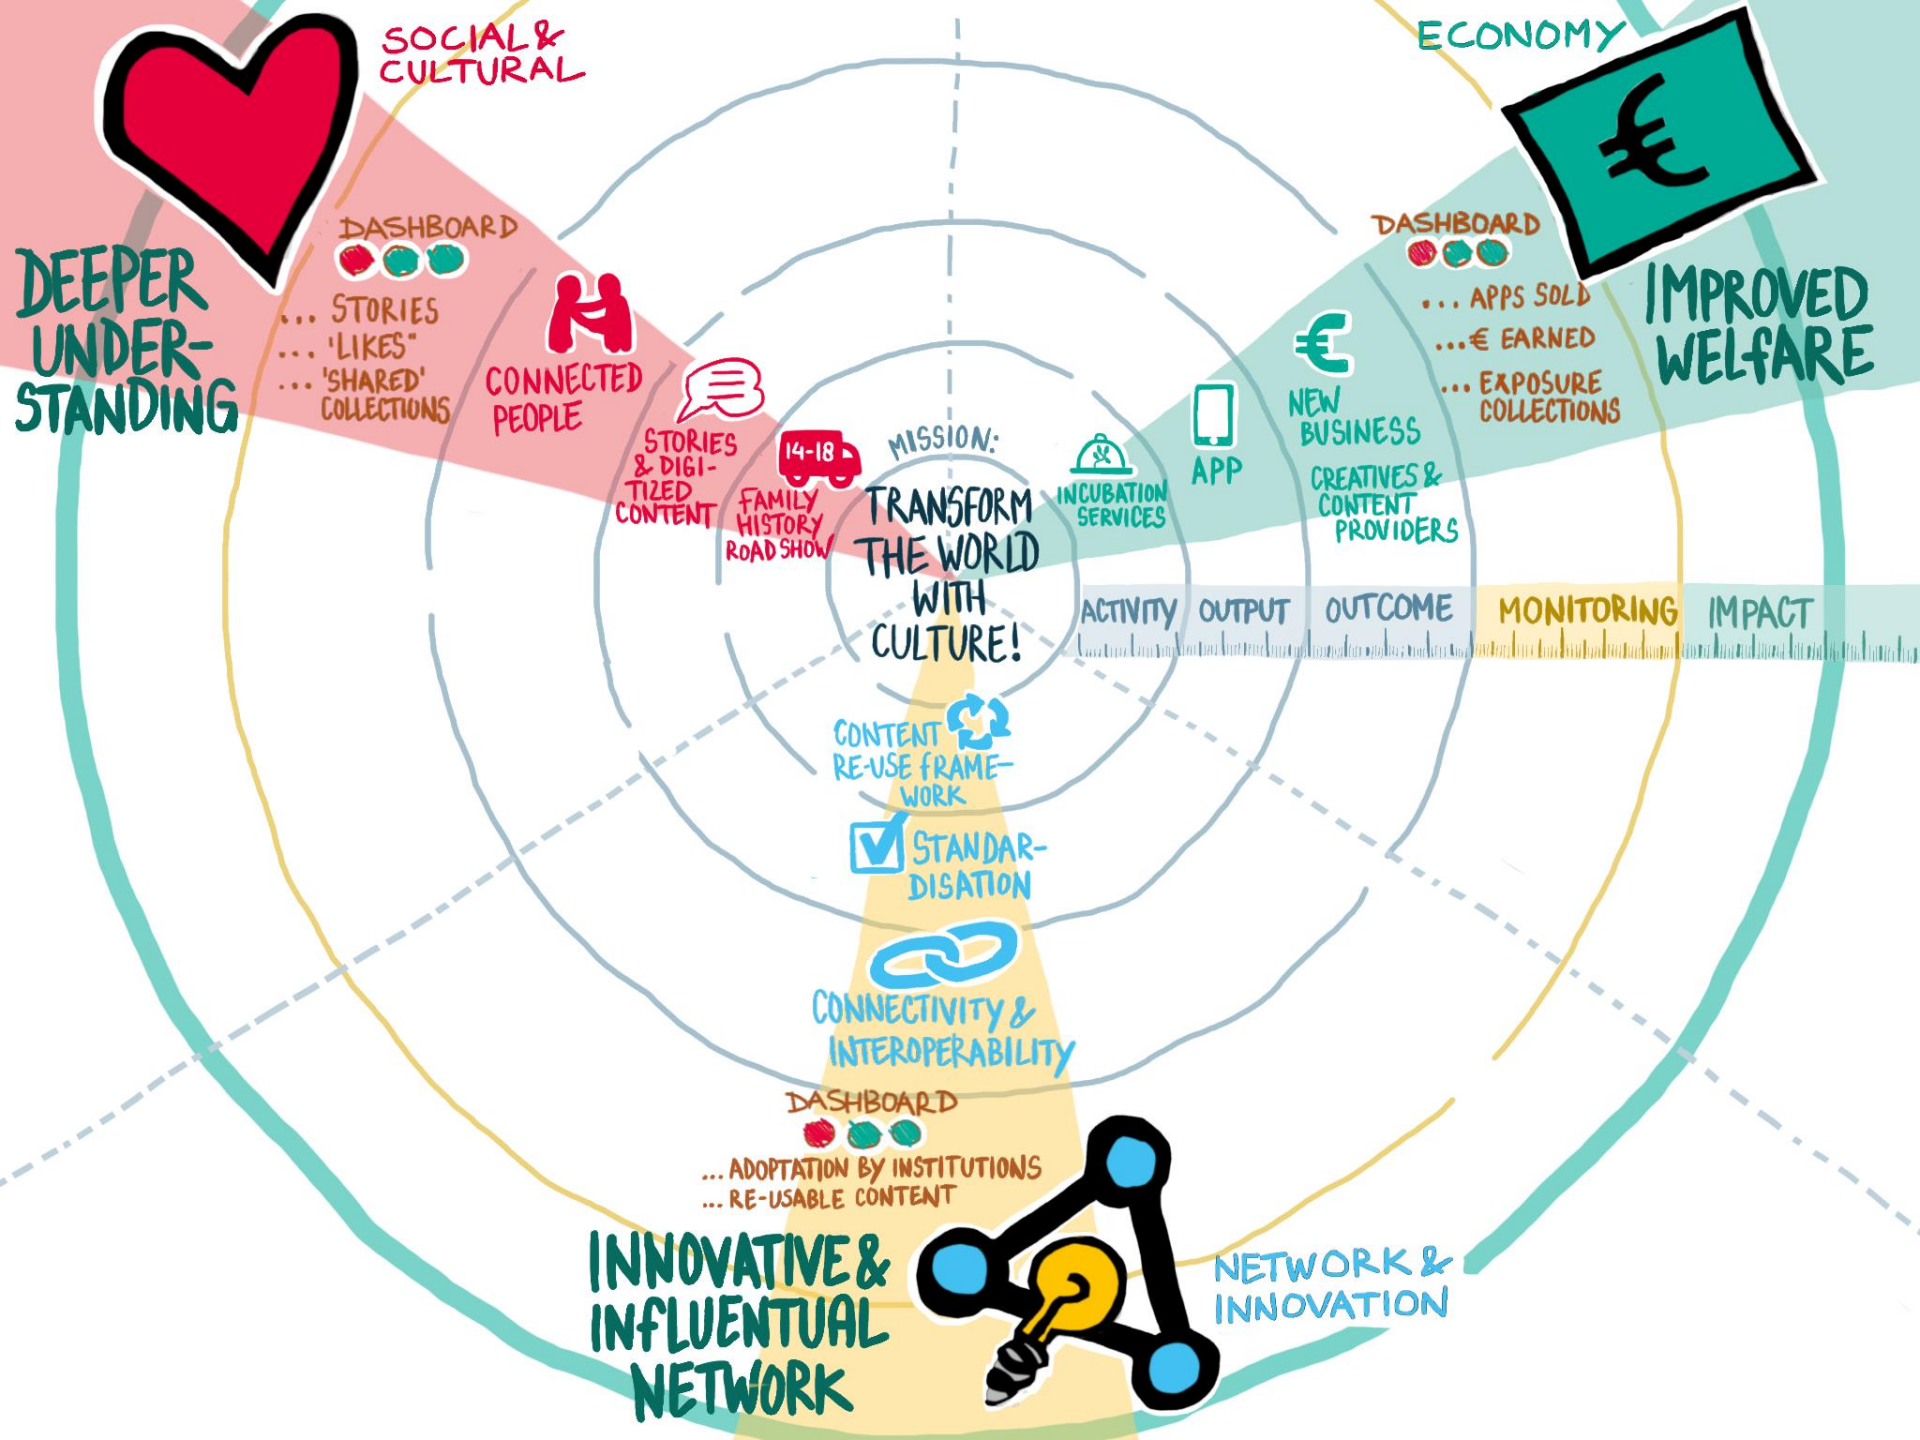 SOCIAL &
CULTURAL
DEEPER
UNDER-
STANDING
DASHBOARD
... STORIES
... 'LIKES"
... 'SHARED'
COLLECTIONS
CONNECTED
PEOPLE
STORIES
& DIGI-
TIZED
CONTENT
14-18
FAMILY
HISTORY
ROAD SHOW
MISSION:
TRANSFORM
THE WORLD
WITH
CULTURE!
ECONOMY
€
IMPROVED
WELFARE
DASHBOARD
... APPS SOLD
...€ EARNED
... EXPOSURE
COLLECTIONS
€
NEW
BUSINESS
CREATIVES &
CONTENT
PROVIDERS
APP
INCUBATION
SERVICES
ACTIVITY OUTPUT OUTCOME MONITORING IMPACT
CONTENT
RE-USE FRAME-
WORK
STANDAR-
DISATION
CONNECTIVITY &
INTEROPERABILITY
DASHBOARD
... ADOPTATION BY INSTITUTIONS
... RE-USABLE CONTENT
INNOVATIVE &
INFLUENTUAL
NETWORK
NETWORK &
INNOVATION